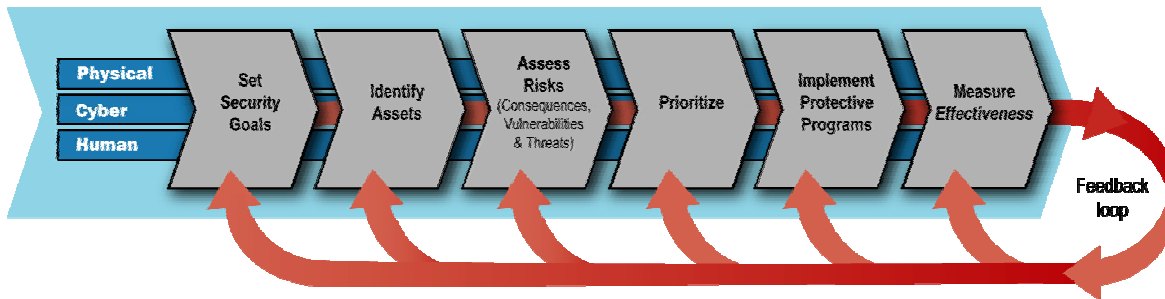 Physical
Cyber
Human
Set
Security
Goals
Identify
Assets
Assess
Risks
(Consequences,
Vulnerabilities
& Threats)
Prioritize
Implement
Protective
Programs
Measure
Effectiveness
Feedback
loop